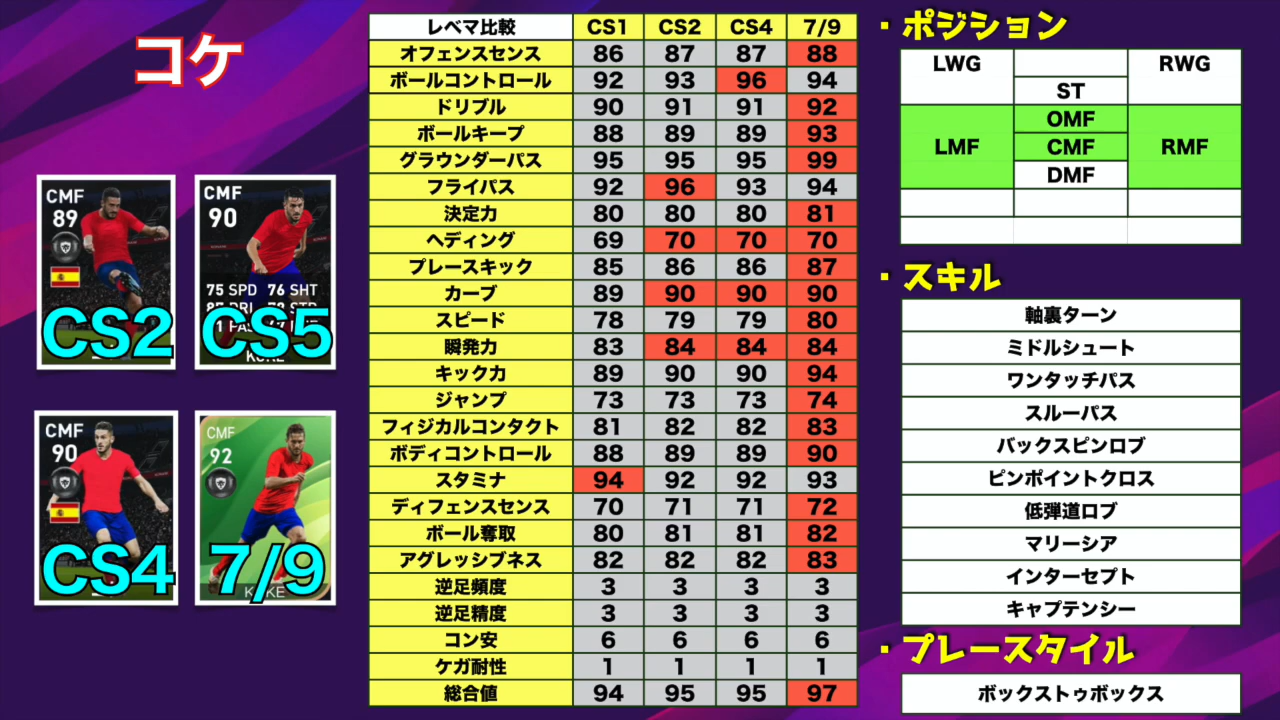 コケ
CMF
89
CS2
CMF
90
75 SPD 76 SHT
CS5
KOKE
CMF
90
CS4
CMF
92
7/9
KOKE
レベマ比較 CS1 CS2 CS4 7/9
オフェンスセンス 86 87 87 88
ボールコントロール 92 93 96 94
ドリブル 90 91 91 92
ボールキープ 88 89 89 93
グラウンダーパス 95 95 95 99
フライパス 92 96 93 94
決定力 80 80 80 81
ヘディング 69 70 70 70
プレースキック 85 86 86 87
カーブ 89 90 90 90
スピード 78 79 79 80
瞬発力 83 84 84 84
キック力 89 90 90 94
ジャンプ 73 73 73 74
フィジカルコンタクト 81 82 82 83
ボディコントロール 88 89 89 90
スタミナ 94 92 92 93
ディフェンスセンス 70 71 71 72
ボール奪取 80 81 81 82
アグレッシブネス 82 82 82 83
逆足頻度 3 3 3 3
逆足精度 3 3 3 3
コン安 6 6 6 6
ケガ耐性 1 1 1 1
総合値 94 95 95 97
・ポジション
LWG RWG
ST
OMF
LMF CMF RMF
DMF
・スキル
軸裏ターン
ミドルシュート
ワンタッチパス
スルーパス
バックスピンロブ
ピンポイントクロス
低弾道ロブ
マリーシア
インターセプト
キャプテンシー
・プレースタイル
ボックストゥボックス